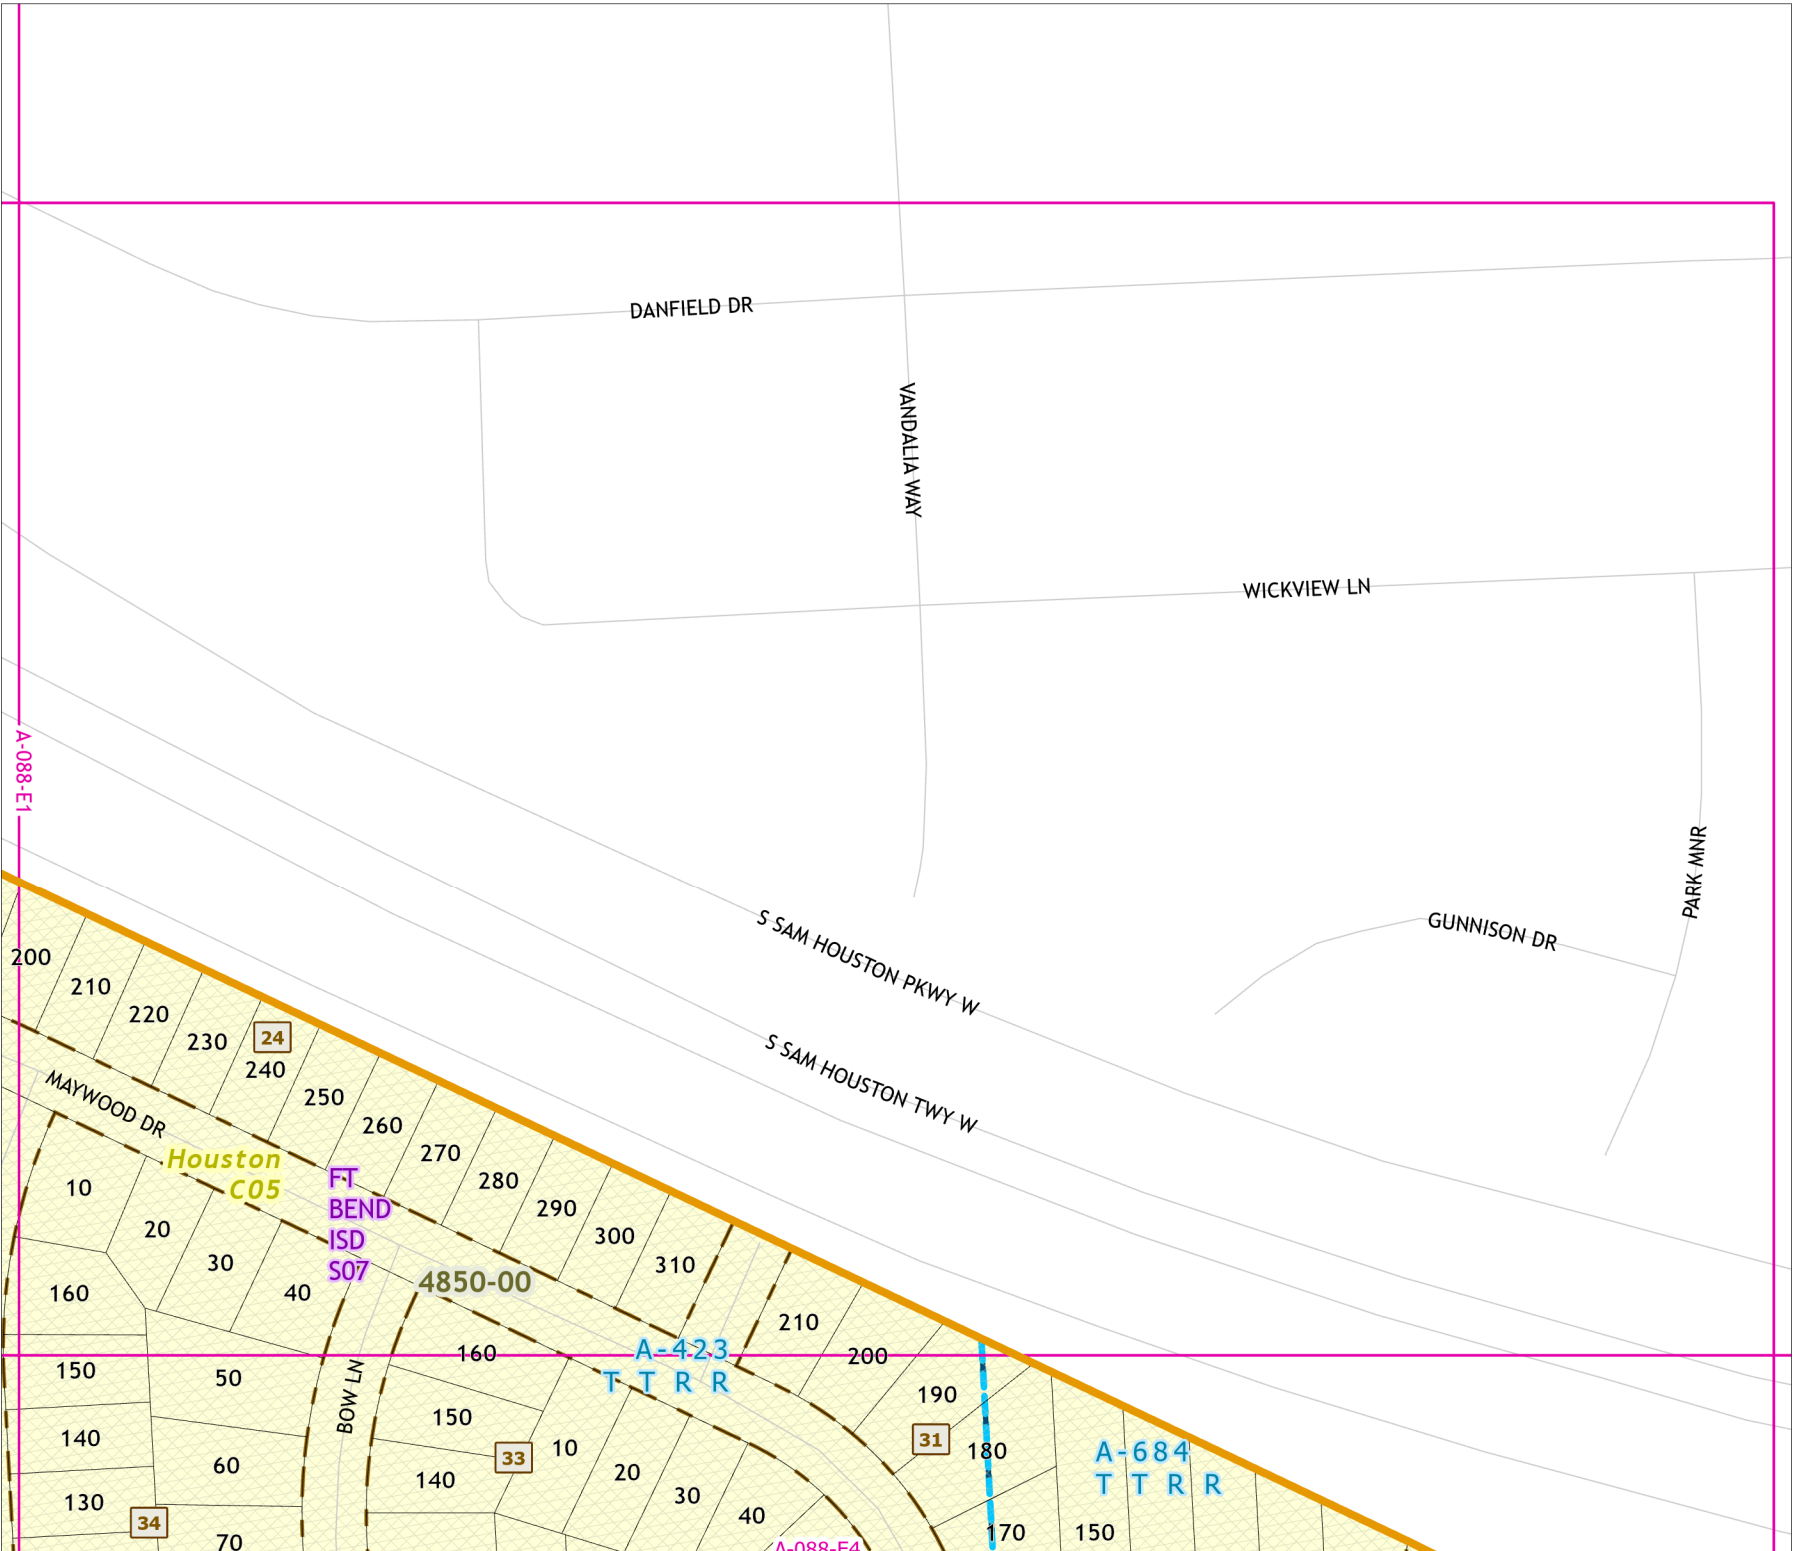 DANFIELD DR
VANDALIA WAY
WICKVIEW LN
A-088-E1
PARK MNR
GUNNISON DR
S SAM HOUSTON PKWY W
S SAM HOUSTON TWY W
200
210
220
230
24
240
250
260
270
280
290
300
310
MAYWOOD DR
Houston
C05
FT
BEND
ISD
S07
4850-00
10
20
30
40
160
150
140
130
34
50
60
70
BOW LN
160
150
140
33
10
20
30
40
A-423
T T R R
210
200
190
31
180
170
150
A-684
T T R R
A-088-E4